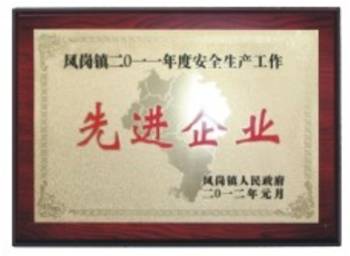 凤岗镇二〇一一年度安全生产工作
先进企业
凤岗镇人民政府
二〇一二年元月